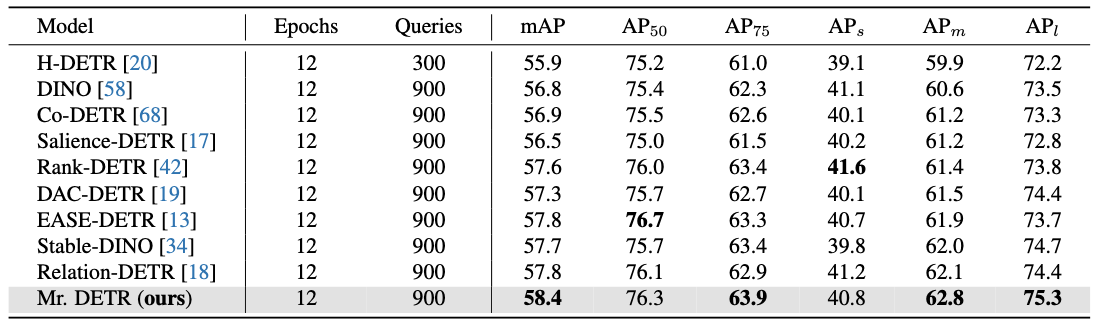 Model Epochs Queries mAP AP50 AP75 APs APm APl
H-DETR [20] 12 300 55.9 75.2 61.0 39.1 59.9 72.2
DINO [58] 12 900 56.8 75.4 62.3 41.1 60.6 73.5
Co-DETR [68] 12 900 56.9 75.5 62.6 40.1 61.2 73.3
Salience-DETR [17] 12 900 56.5 75.0 61.5 40.2 61.2 72.8
Rank-DETR [42] 12 900 57.6 76.0 63.4 41.6 61.4 73.8
DAC-DETR [19] 12 900 57.3 75.7 62.7 40.1 61.5 74.4
EASE-DETR [13] 12 900 57.8 76.7 63.3 40.7 61.9 73.7
Stable-DINO [34] 12 900 57.7 75.7 63.4 39.8 62.0 74.7
Relation-DETR [18] 12 900 57.8 76.1 62.9 41.2 62.1 74.4
Mr. DETR (ours) 12 900 58.4 76.3 63.9 40.8 62.8 75.3